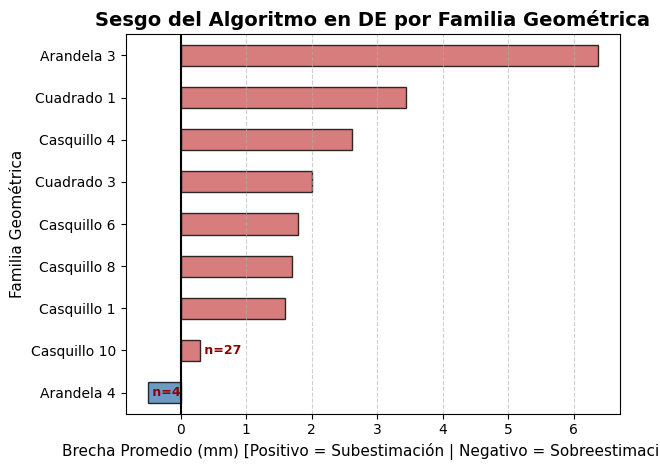 Sesgo del Algoritmo en DE por Familia Geométrica
Familia Geométrica
Arandela 3
Cuadrado 1
Casquillo 4
Cuadrado 3
Casquillo 6
Casquillo 8
Casquillo 1
Casquillo 10
n=27
Arandela 4
n=4
0 1 2 3 4 5 6
Brecha Promedio (mm) [Positivo = Subestimación | Negativo = Sobreestimaci